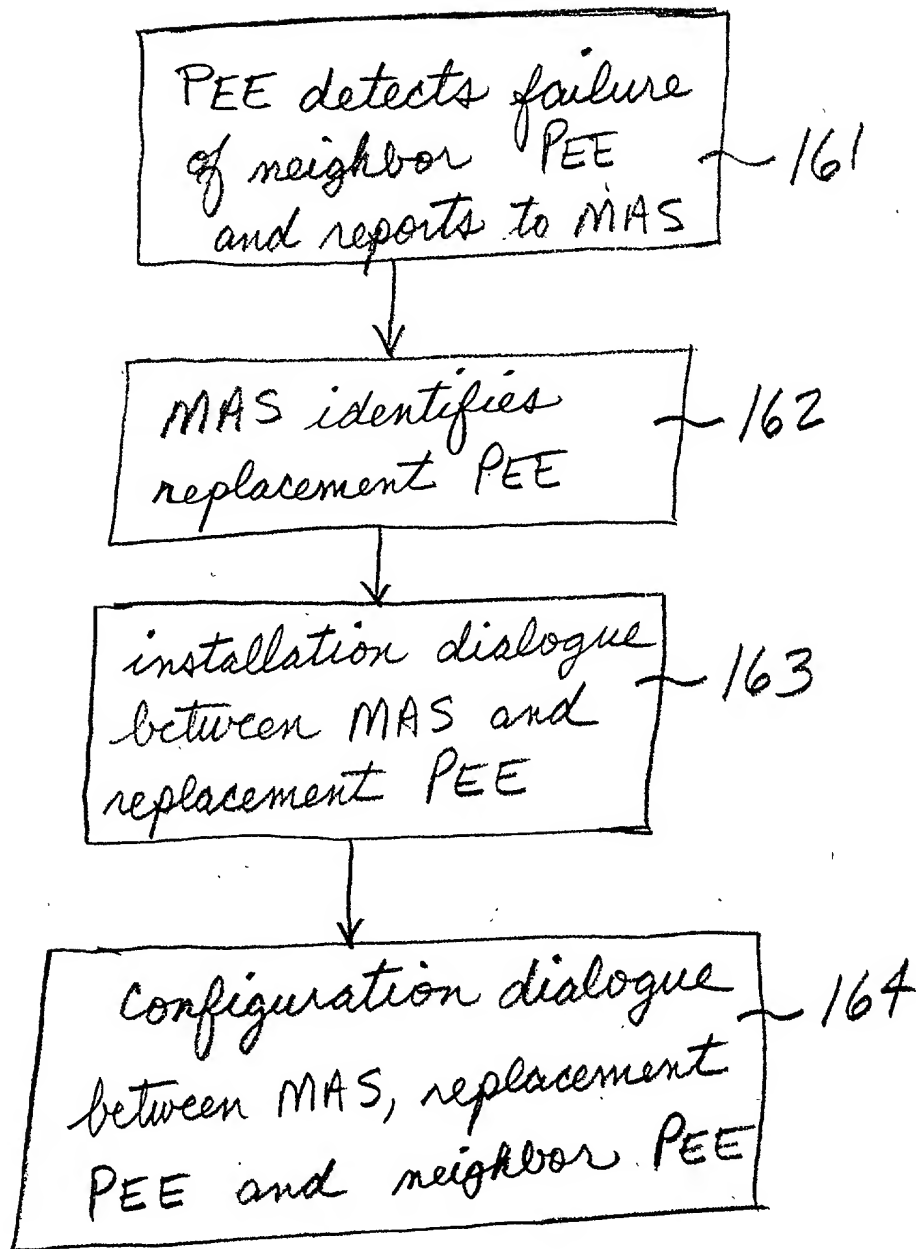 PEE detects failure
of neighbor PEE
and reports to MAS
161
MAS identifies
replacement PEE
162
installation dialogue
between MAS and
replacement PEE
163
Configuration dialogue
between MAS, replacement
PEE and neighbor PEE
164